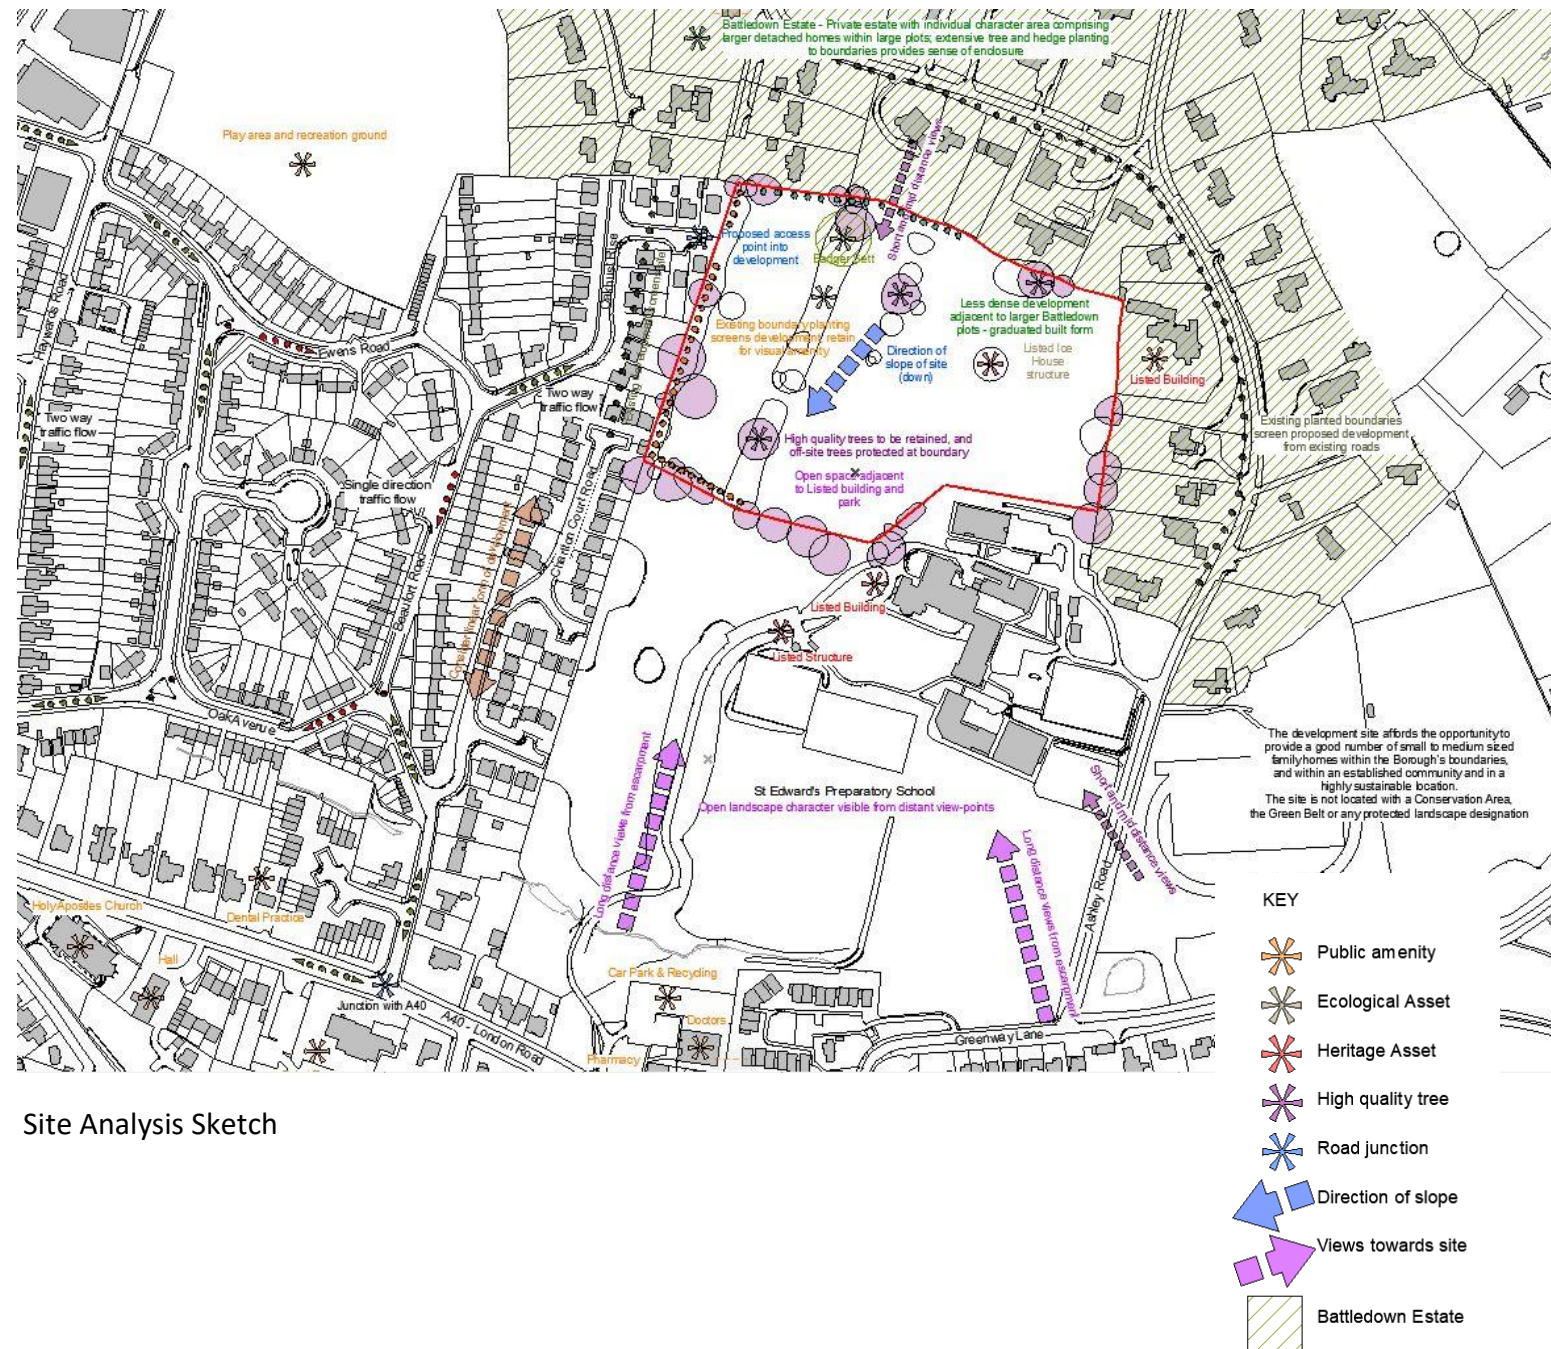 Battledown Estate - Private estate with individual character area comprising
larger detached homes within large plots; extensive tree and hedge planting
to boundaries provides sense of enclosure
Play area and recreation ground
Short and mid distance views
Proposed access
point into
development
Badger Sett
Oakhurst Rise
Haywards Road
Ewens Road
Existing
Existing boundary planting
screens development, retain
for visual amenity
Less dense development
adjacent to larger Battledown
plots - graduated built form
Direction of
slope of site
(down)
Listed Ice
House
structure
Listed Building
Two way
traffic flow
Two way
traffic flow
Existing planted boundaries
screen proposed development
from existing roads
High quality trees to be retained, and
off-site trees protected at boundary
Open space adjacent
to Listed building and
park
Single direction
traffic flow
Charlton Court Road
Beaufort Road
Consider linear form of development
Listed Building
Listed Structure
Oak Avenue
The development site affords the opportunity to
provide a good number of small to medium sized
family homes within the Borough's boundaries,
and within an established community and in a
highly sustainable location.
The site is not located with a Conservation Area,
the Green Belt or any protected landscape designation
Long distance views from escarpment
St Edward's Preparatory School
Open landscape character visible from distant view-points
Short and mid distance views
Long distance views from escarpment
Ashley Road
Holy Apostles Church
Dental Practice
Hall
Car Park & Recycling
Junction with A40
A40 - London Road
Doctors
Pharmacy
Greenway Lane
KEY
Public amenity
Ecological Asset
Heritage Asset
High quality tree
Road junction
Direction of slope
Views towards site
Battledown Estate
Site Analysis Sketch